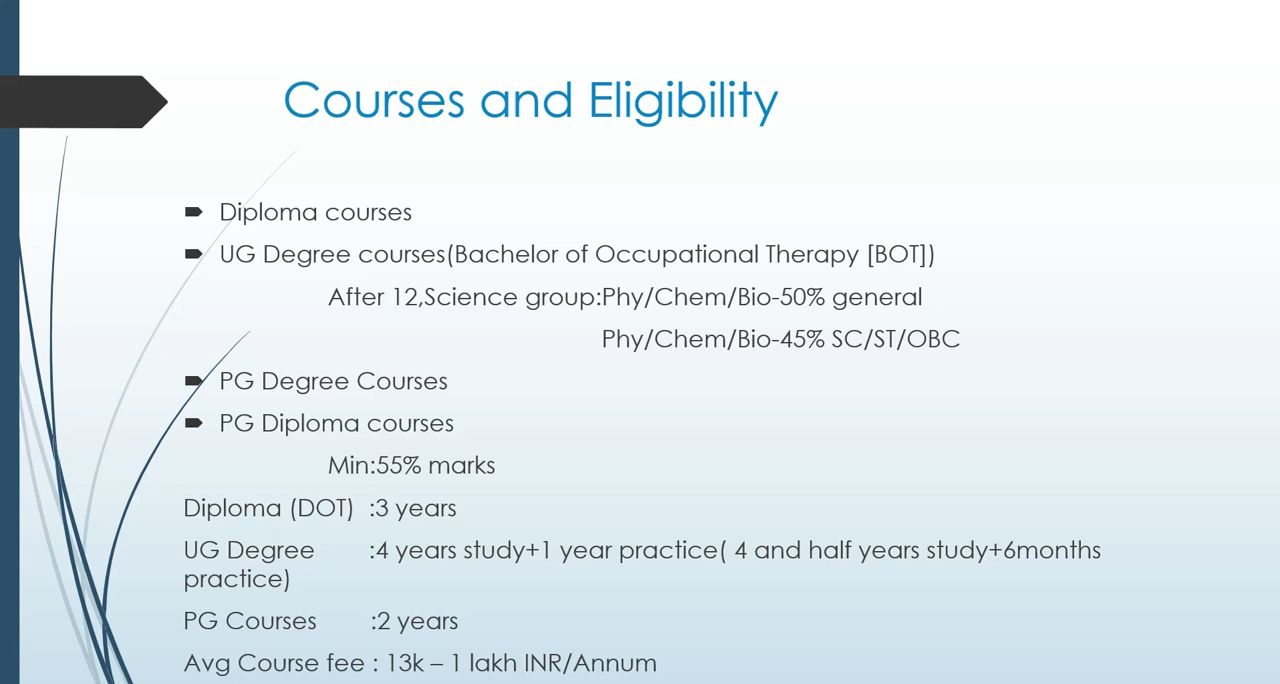 Courses and Eligibility
Diploma courses
UG Degree courses(Bachelor of Occupational Therapy [BOT])
After 12,Science group:Phy/Chem/Bio-50% general
Phy/Chem/Bio-45% SC/ST/OBC
PG Degree Courses
PG Diploma courses
Min:55% marks
Diploma (DOT) :3 years
UG Degree :4 years study+1 year practice( 4 and half years study+6months
practice)
PG Courses :2 years
Avg Course fee : 13k – 1 lakh INR/Annum